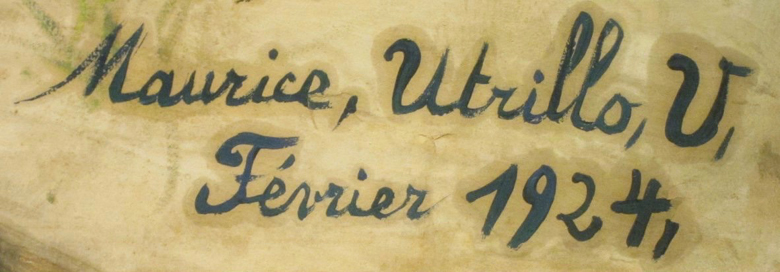 Maurice, Utrillo, V,
Février 1924,